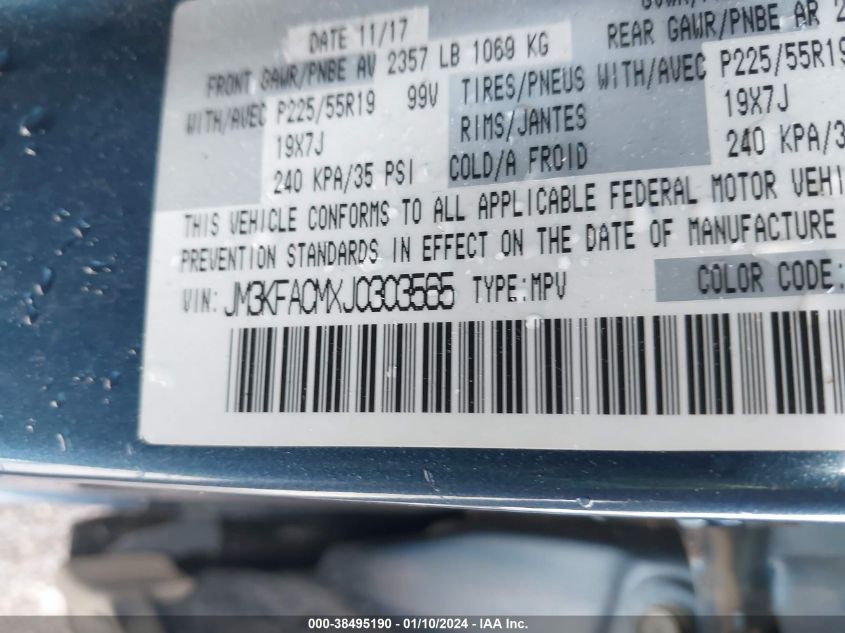 DATE 11/17
FRONT GAWR/PNBE AV 2357 LB 1069 KG REAR GAWR/PNBE AR 2
WITH/AVEC P225/55R19 99V TIRES/PNEUS WITH/AVEC P225/55R19
19X7J RIMS/JANTES 19X7J
240 KPA/35 PSI COLD/A FROID 240 KPA/3
THIS VEHICLE CONFORMS TO ALL APPLICABLE FEDERAL MOTOR VEHI
PREVENTION STANDARDS IN EFFECT ON THE DATE OF MANUFACTURE
VIN: JM3KFACMXJ0303565 TYPE:MPV COLOR CODE:
000-38495190 - 01/10/2024 - IAA Inc.